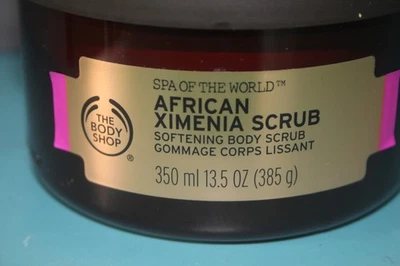 SPA OF THE WORLD™
AFRICAN
XIMENIA SCRUB
SOFTENING BODY SCRUB
GOMMAGE CORPS LISSANT
350 ml 13.5 OZ (385 g)
THE
BODY
SHOP
®